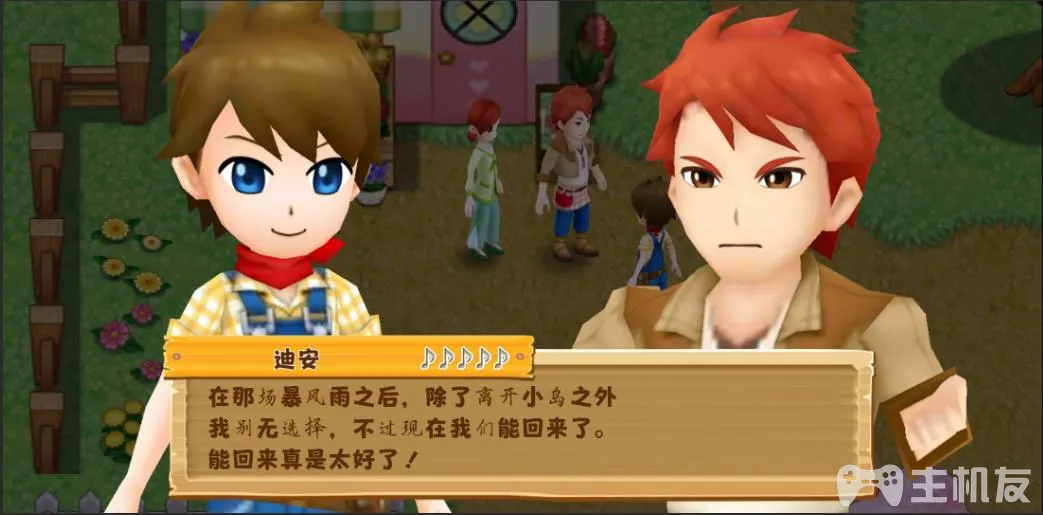 迪安
在那场暴风雨之后，除了离开小岛之外
我别无选择，不过现在我们能回来了。
能回来真是太好了！
主机友